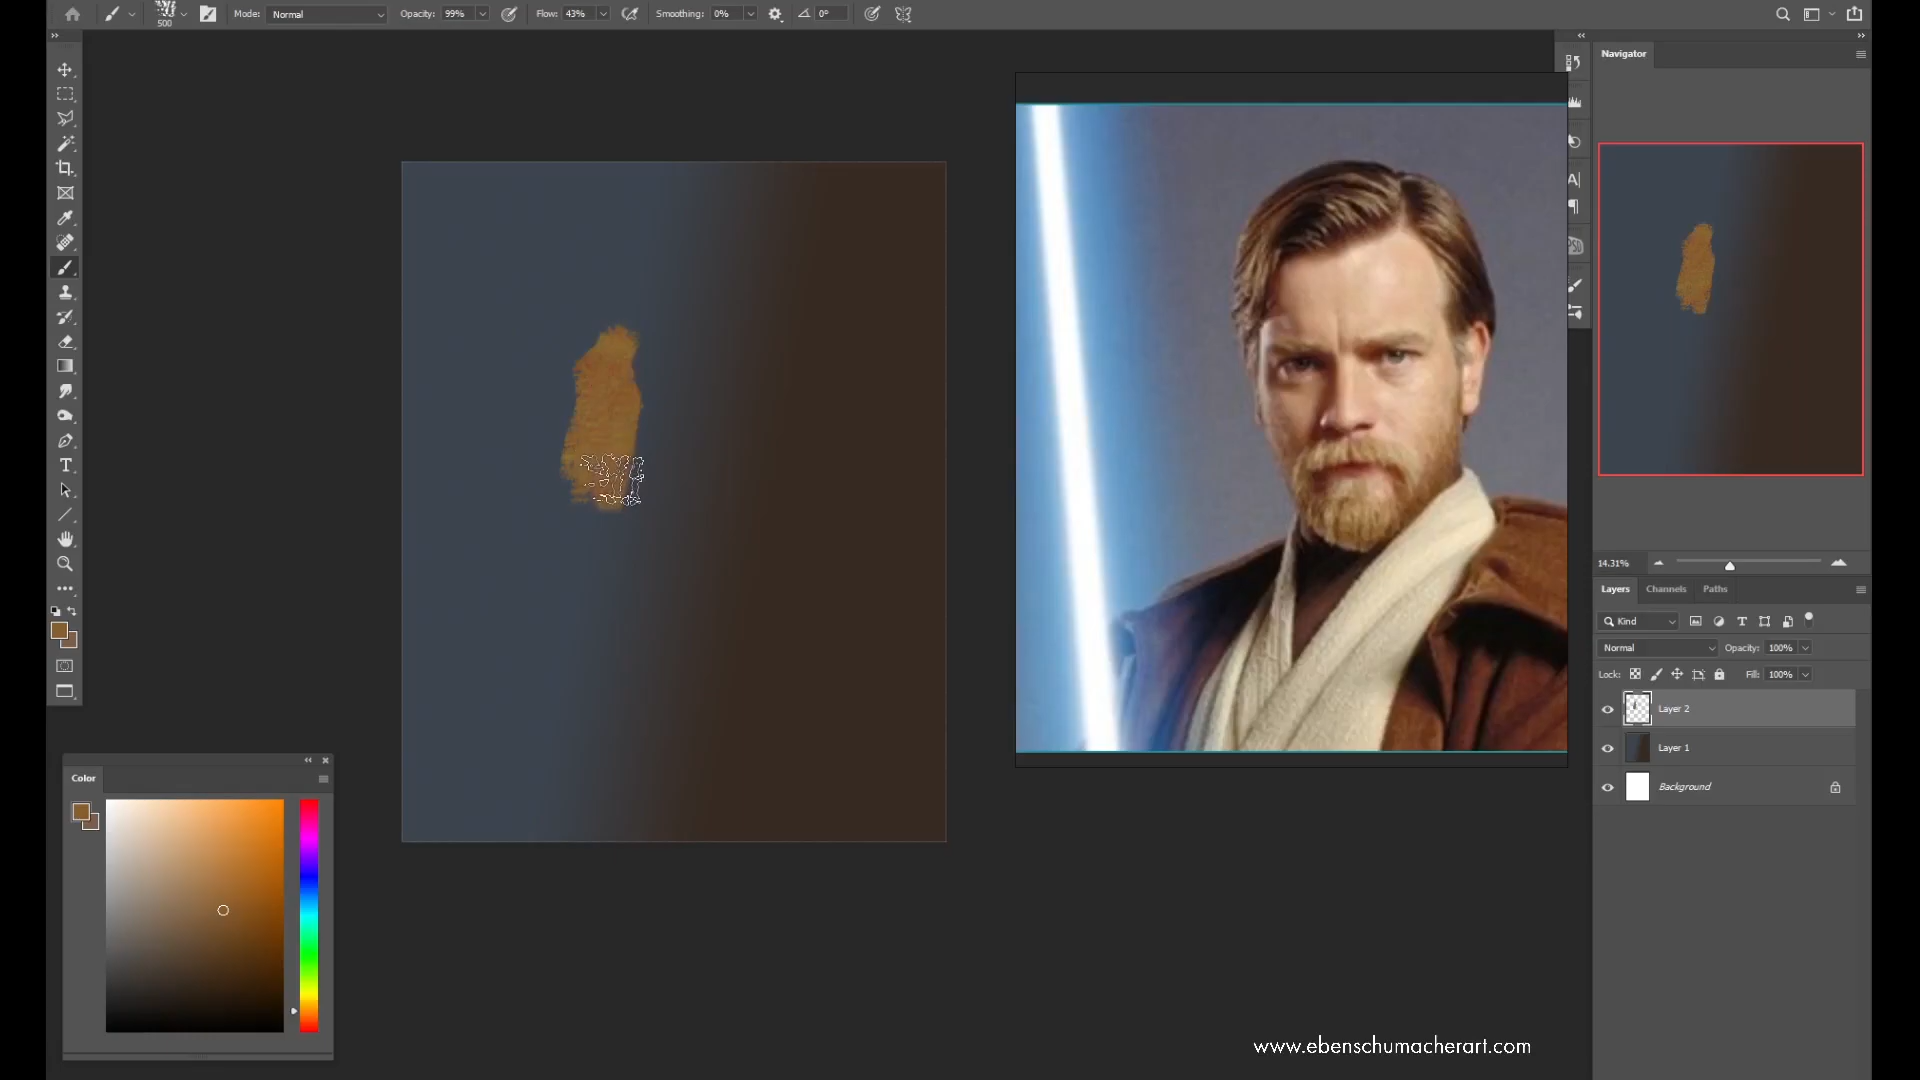 500
Mode: Normal
Opacity: 99%
Flow: 43%
Smoothing: 0%
0°
Navigator
14.31%
Layers Channels Paths
Kind
Normal
Opacity: 100%
Lock:
Fill: 100%
Layer 2
Layer 1
Background
Color
www.ebenschumacherart.com